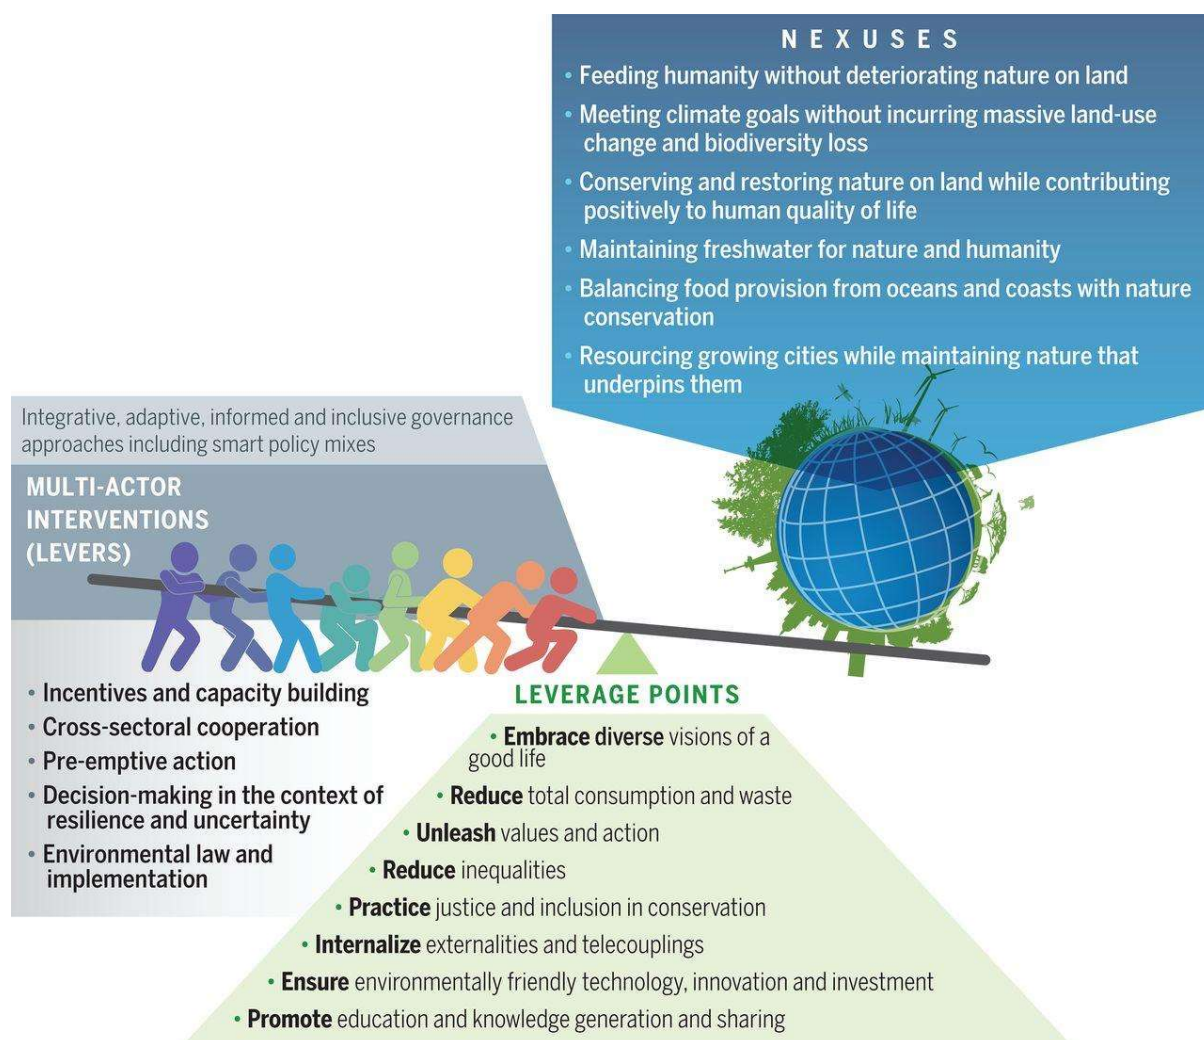 NEXUSES
• Feeding humanity without deteriorating nature on land
• Meeting climate goals without incurring massive land-use
change and biodiversity loss
• Conserving and restoring nature on land while contributing
positively to human quality of life
• Maintaining freshwater for nature and humanity
• Balancing food provision from oceans and coasts with nature
conservation
• Resourcing growing cities while maintaining nature that
underpins them
Integrative, adaptive, informed and inclusive governance
approaches including smart policy mixes
MULTI-ACTOR
INTERVENTIONS
(LEVERS)
• Incentives and capacity building
• Cross-sectoral cooperation
• Pre-emptive action
• Decision-making in the context of
resilience and uncertainty
• Environmental law and
implementation
LEVERAGE POINTS
• Embrace diverse visions of a
good life
• Reduce total consumption and waste
• Unleash values and action
• Reduce inequalities
• Practice justice and inclusion in conservation
• Internalize externalities and telecouplings
• Ensure environmentally friendly technology, innovation and investment
• Promote education and knowledge generation and sharing